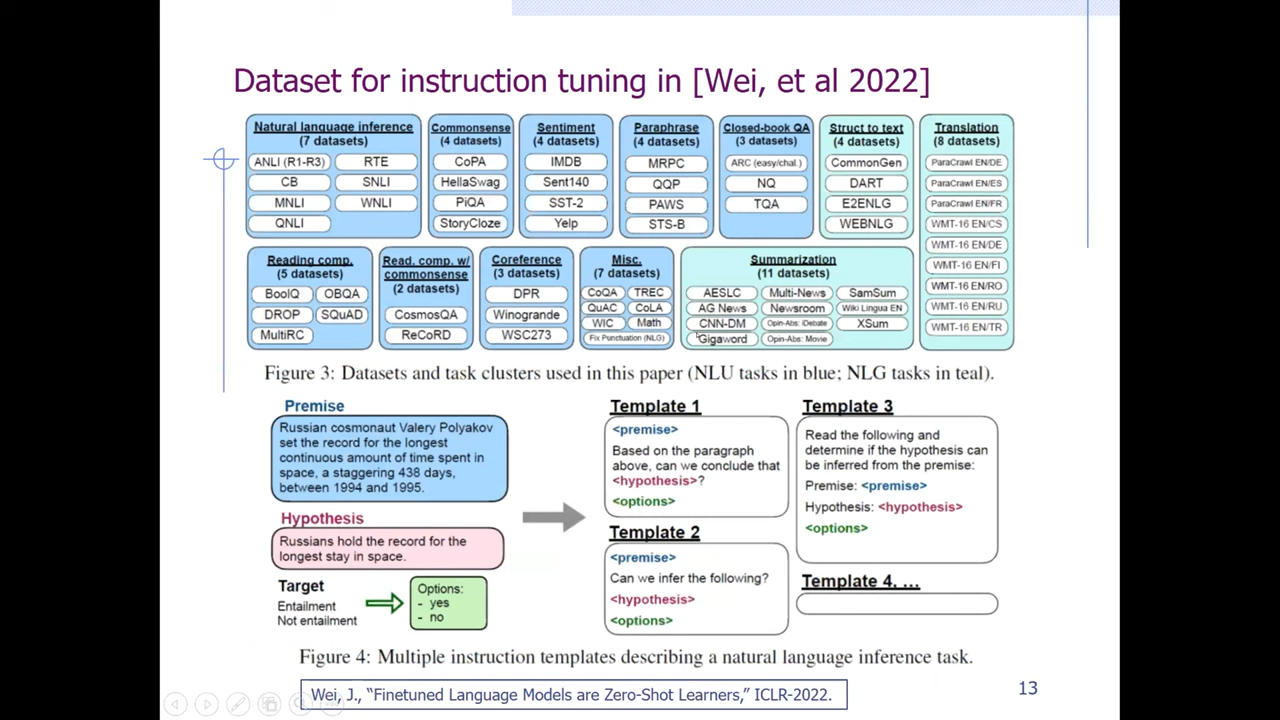 Dataset for instruction tuning in [Wei, et al 2022]
Natural language inference
(7 datasets)
ANLI (R1-R3)
RTE
CB
SNLI
MNLI
WNLI
QNLI
Commonsense
(4 datasets)
CoPA
HellaSwag
PiQA
StoryCloze
Sentiment
(4 datasets)
IMDB
Sent140
SST-2
Yelp
Paraphrase
(4 datasets)
MRPC
QQP
PAWS
STS-B
Closed-book QA
(3 datasets)
ARC (easy/chal.)
NQ
TQA
Struct to text
(4 datasets)
CommonGen
DART
E2ENLG
WEBNLG
Translation
(8 datasets)
ParaCrawl EN/DE
ParaCrawl EN/ES
ParaCrawl EN/FR
WMT-16 EN/CS
WMT-16 EN/DE
WMT-16 EN/FI
WMT-16 EN/RO
WMT-16 EN/RU
WMT-16 EN/TR
Reading comp.
(5 datasets)
BoolQ
OBQA
DROP
SQuAD
MultiRC
Read. comp. w/
commonsense
(2 datasets)
CosmosQA
ReCoRD
Coreference
(3 datasets)
DPR
Winogrande
WSC273
Misc.
(7 datasets)
CoQA
TREC
QuAC
CoLA
WIC
Math
Fix Punctuation (NLG)
Summarization
(11 datasets)
AESLC
Multi-News
SamSum
AG News
Newsroom
Wiki Lingua EN
CNN-DM
Opin-Abs: iDebate
XSum
Gigaword
Opin-Abs: Movie
Figure 3: Datasets and task clusters used in this paper (NLU tasks in blue; NLG tasks in teal).
Premise
Russian cosmonaut Valery Polyakov
set the record for the longest
continuous amount of time spent in
space, a staggering 438 days,
between 1994 and 1995.
Hypothesis
Russians hold the record for the
longest stay in space.
Target
Entailment
Not entailment
Options:
- yes
- no
Template 1
<premise>
Based on the paragraph
above, can we conclude that
<hypothesis>?
<options>
Template 2
<premise>
Can we infer the following?
<hypothesis>
<options>
Template 3
Read the following and
determine if the hypothesis can
be inferred from the premise:
Premise: <premise>
Hypothesis: <hypothesis>
<options>
Template 4. ...
Figure 4: Multiple instruction templates describing a natural language inference task.
Wei, J., “Finetuned Language Models are Zero-Shot Learners,” ICLR-2022.
13